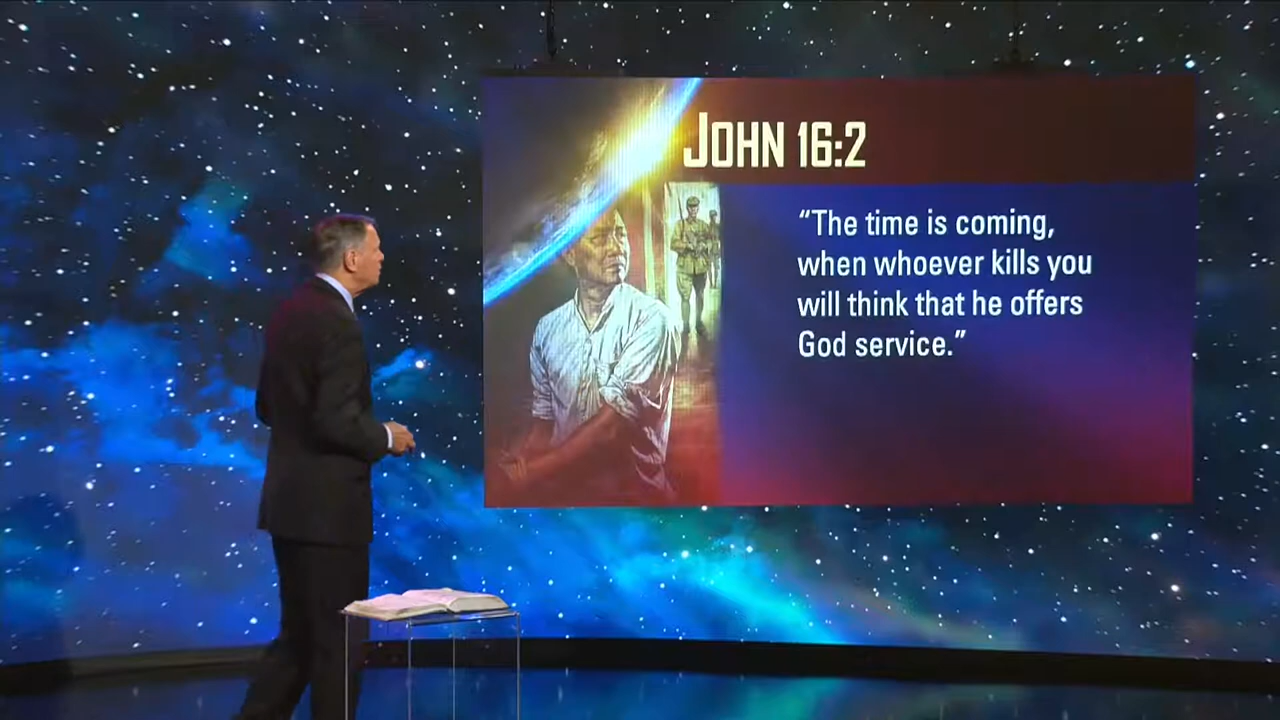 JOHN 16:2
“The time is coming,
when whoever kills you
will think that he offers
God service.”